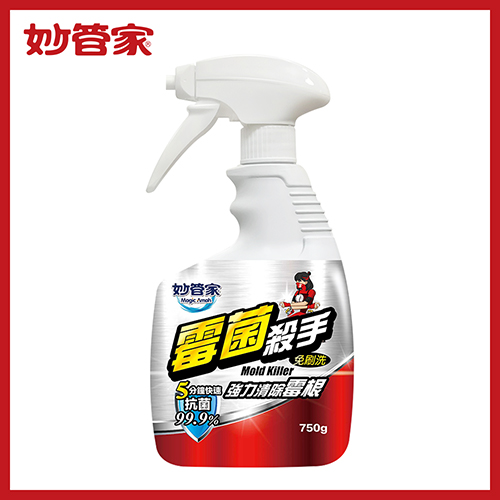 妙管家®
妙管家
Magic Amah
霉菌殺手
免刷洗
Mold Killer
強力清除霉根
5分鐘快速
抗菌
99.9%
750g